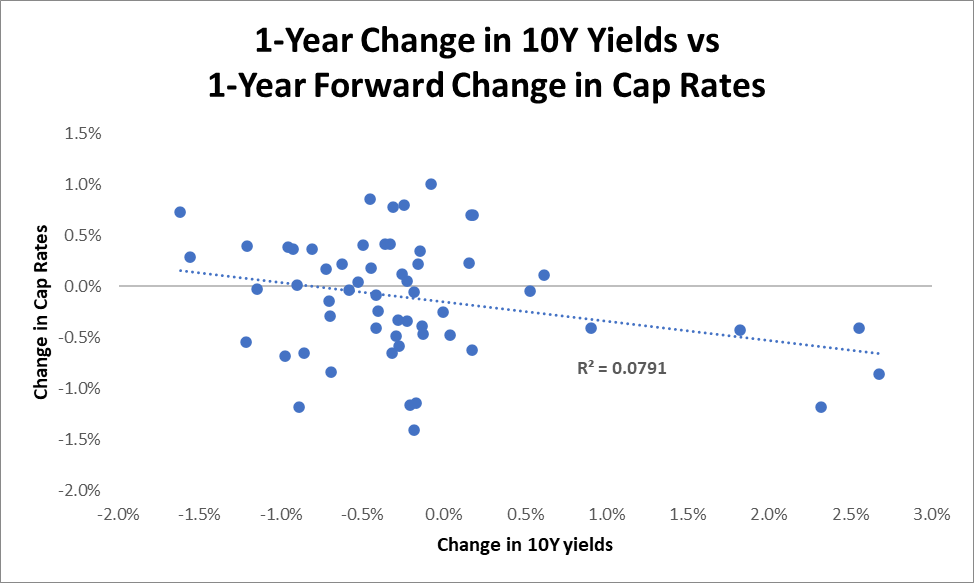 1-Year Change in 10Y Yields vs
1-Year Forward Change in Cap Rates
1.5%
1.0%
0.5%
0.0%
-0.5%
-1.0%
-1.5%
-2.0%
Change in Cap Rates
R² = 0.0791
-2.0% -1.5% -1.0% -0.5% 0.0% 0.5% 1.0% 1.5% 2.0% 2.5% 3.0%
Change in 10Y yields